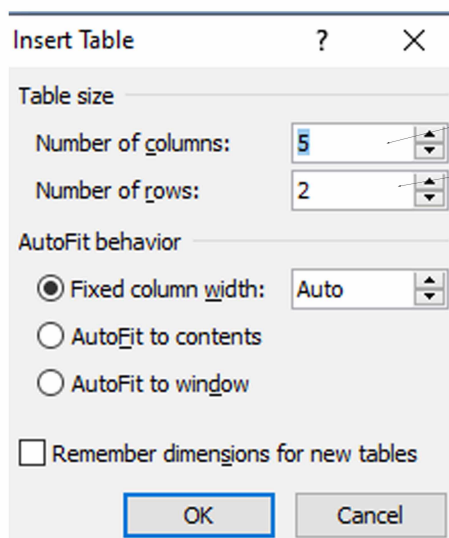 Insert Table ?
Table size
Number of columns: 5
Number of rows: 2
AutoFit behavior
Fixed column width: Auto
AutoFit to contents
AutoFit to window
Remember dimensions for new tables
OK Cancel